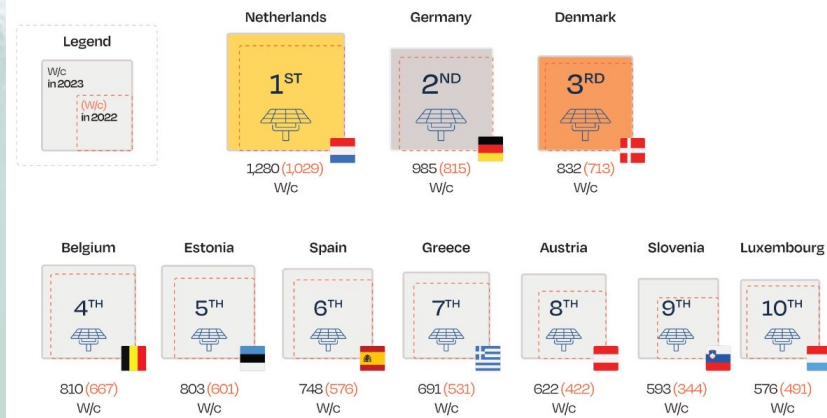 Netherlands
Germany
Denmark
Legend
W/c
in 2023
(W/c)
in 2022
1ST
2ND
3RD
1,280 (1,029)
W/c
985 (815)
W/c
832 (713)
W/c
Belgium
Estonia
Spain
Greece
Austria
Slovenia
Luxembourg
4TH
5TH
6TH
7TH
8TH
9TH
10TH
810 (667)
W/c
803 (601)
W/c
748 (576)
W/c
691 (531)
W/c
622 (422)
W/c
593 (344)
W/c
576 (491)
W/c